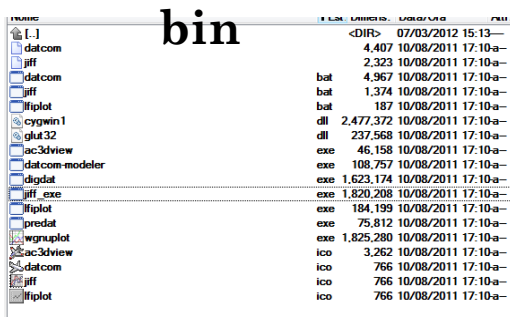 bin
Nome Est. Dimens. Data/Ora Attr
[..] <DIR> 07/03/2012 15:13----
datcom 4,407 10/08/2011 17:10-a--
jiff 2,323 10/08/2011 17:10-a--
datcom bat 4,967 10/08/2011 17:10-a--
jiff bat 1,374 10/08/2011 17:10-a--
lfiplot bat 187 10/08/2011 17:10-a--
cygwin1 dll 2,477,372 10/08/2011 17:10-a--
glut32 dll 237,568 10/08/2011 17:10-a--
ac3dview exe 46,158 10/08/2011 17:10-a--
datcom-modeler exe 108,757 10/08/2011 17:10-a--
digdat exe 1,623,174 10/08/2011 17:10-a--
jiff_exe exe 1,820,208 10/08/2011 17:10-a--
lfiplot exe 184,199 10/08/2011 17:10-a--
predat exe 75,812 10/08/2011 17:10-a--
wgnuplot exe 1,825,280 10/08/2011 17:10-a--
ac3dview ico 3,262 10/08/2011 17:10-a--
datcom ico 766 10/08/2011 17:10-a--
jiff ico 766 10/08/2011 17:10-a--
lfiplot ico 766 10/08/2011 17:10-a--